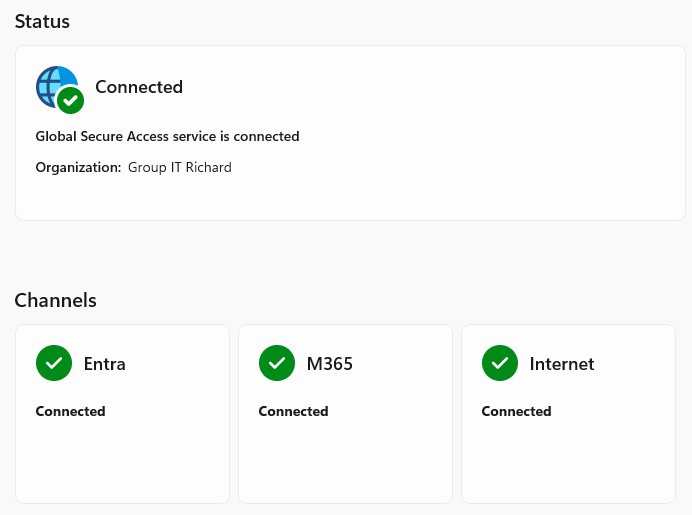 Status
Connected
Global Secure Access service is connected
Organization: Group IT Richard
Channels
Entra
Connected
M365
Connected
Internet
Connected